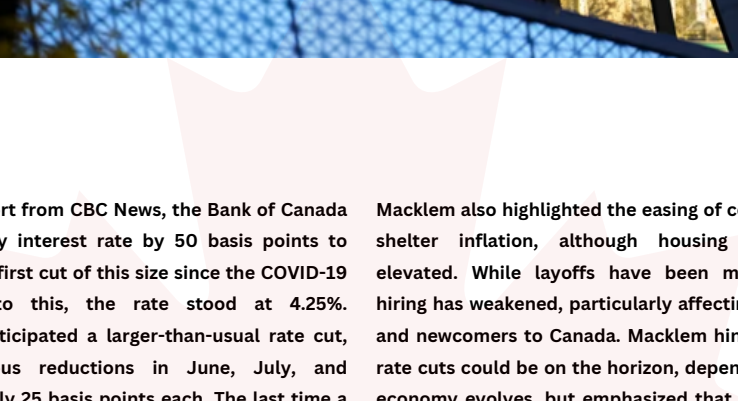 rt from CBC News, the Bank of Canada
y interest rate by 50 basis points to
first cut of this size since the COVID-19
to this, the rate stood at 4.25%.
ticipated a larger-than-usual rate cut,
us reductions in June, July, and
ly 25 basis points each. The last time a
Macklem also highlighted the easing of c
shelter inflation, although housing
elevated. While layoffs have been m
hiring has weakened, particularly affecti
and newcomers to Canada. Macklem hin
rate cuts could be on the horizon, depen
economy evolves, but emphasized that